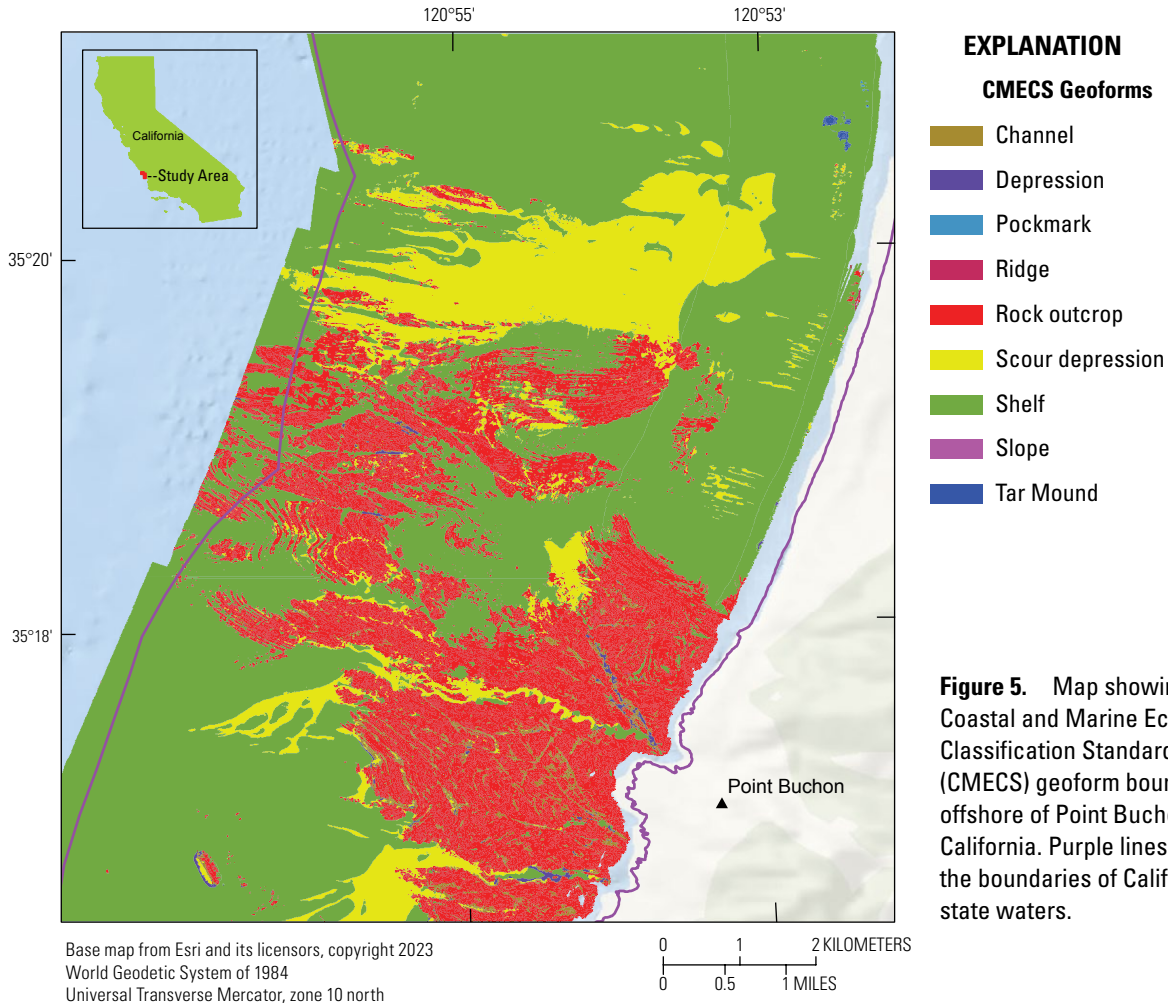 120°55'
120°53'
35°20'
35°18'
California
--Study Area
Point Buchon
EXPLANATION
CMECS Geoforms
Channel
Depression
Pockmark
Ridge
Rock outcrop
Scour depression
Shelf
Slope
Tar Mound
Figure 5. Map showin
Coastal and Marine Ec
Classification Standard
(CMECS) geoform boun
offshore of Point Bucho
California. Purple lines
the boundaries of Calif
state waters.
Base map from Esri and its licensors, copyright 2023
World Geodetic System of 1984
Universal Transverse Mercator, zone 10 north
0 1 2 KILOMETERS
0 0.5 1 MILES